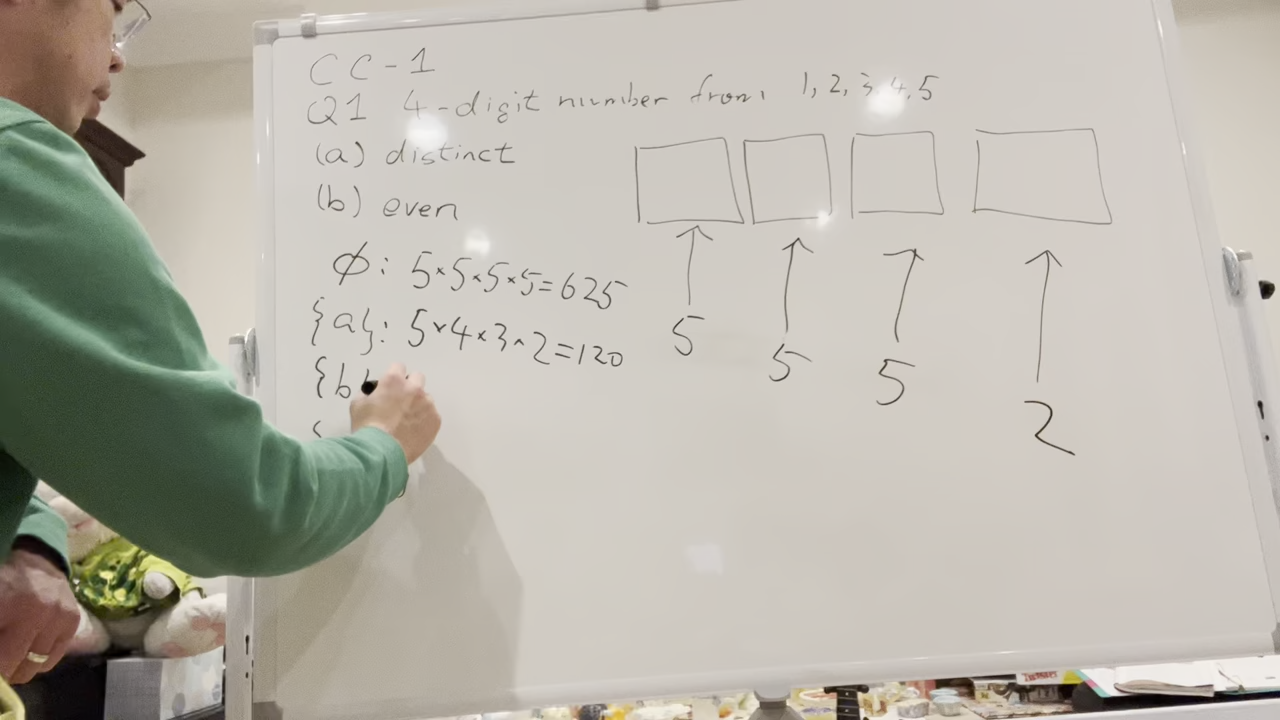 CC-1
Q1 4-digit number from 1, 2, 3, 4, 5
(a) distinct
(b) even
∅: 5×5×5×5=625
{a}: 5×4×3×2=120
{b
5
5
5
2